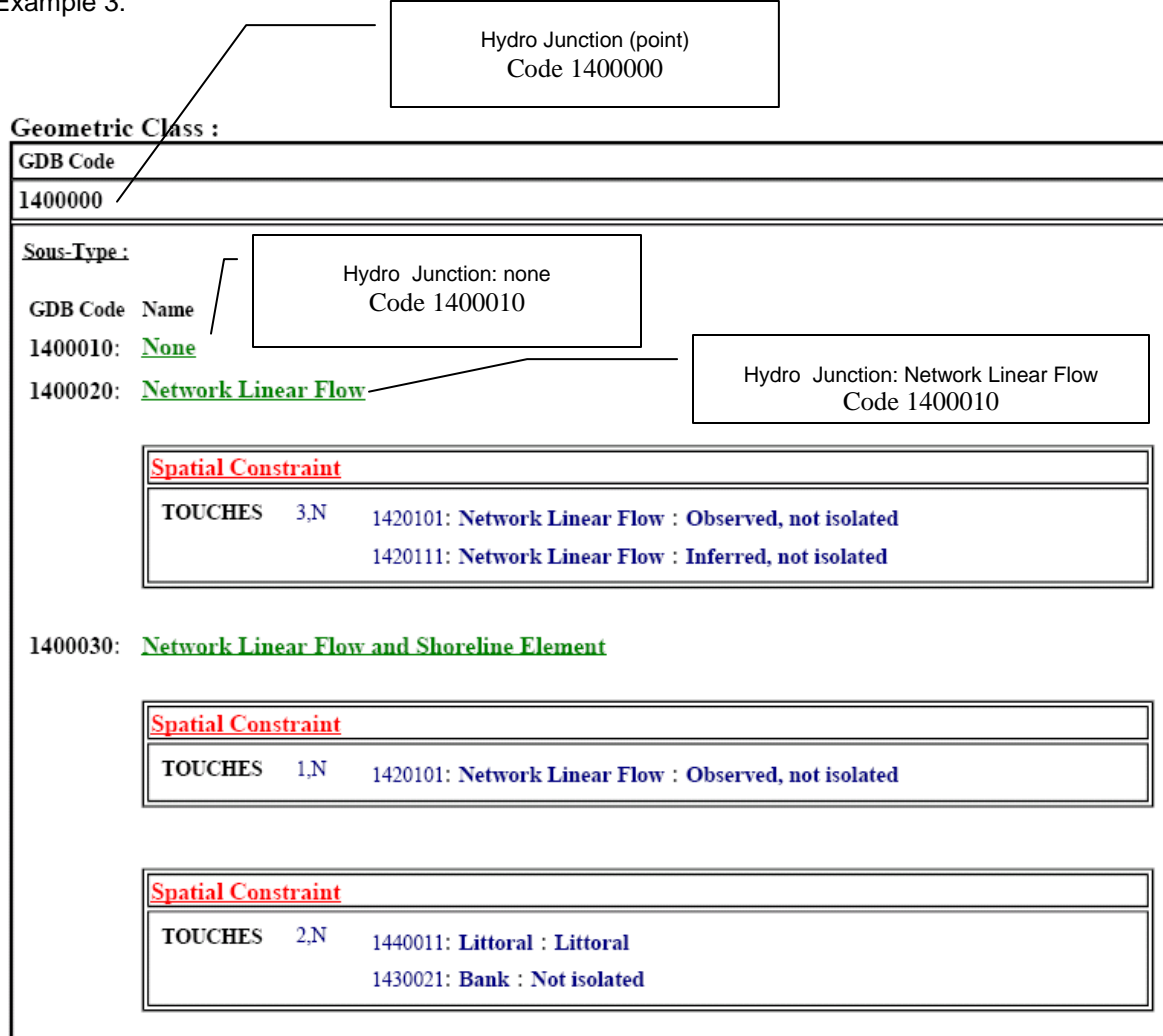 Example 3.
Hydro Junction (point)
Code 1400000
Geometric Class :
GDB Code
1400000
Sous-Type :
Hydro Junction: none
Code 1400010
GDB Code Name
1400010: None
Hydro Junction: Network Linear Flow
Code 1400010
1400020: Network Linear Flow
Spatial Constraint
TOUCHES 3,N 1420101: Network Linear Flow : Observed, not isolated
1420111: Network Linear Flow : Inferred, not isolated
1400030: Network Linear Flow and Shoreline Element
Spatial Constraint
TOUCHES 1,N 1420101: Network Linear Flow : Observed, not isolated
Spatial Constraint
TOUCHES 2,N 1440011: Littoral : Littoral
1430021: Bank : Not isolated